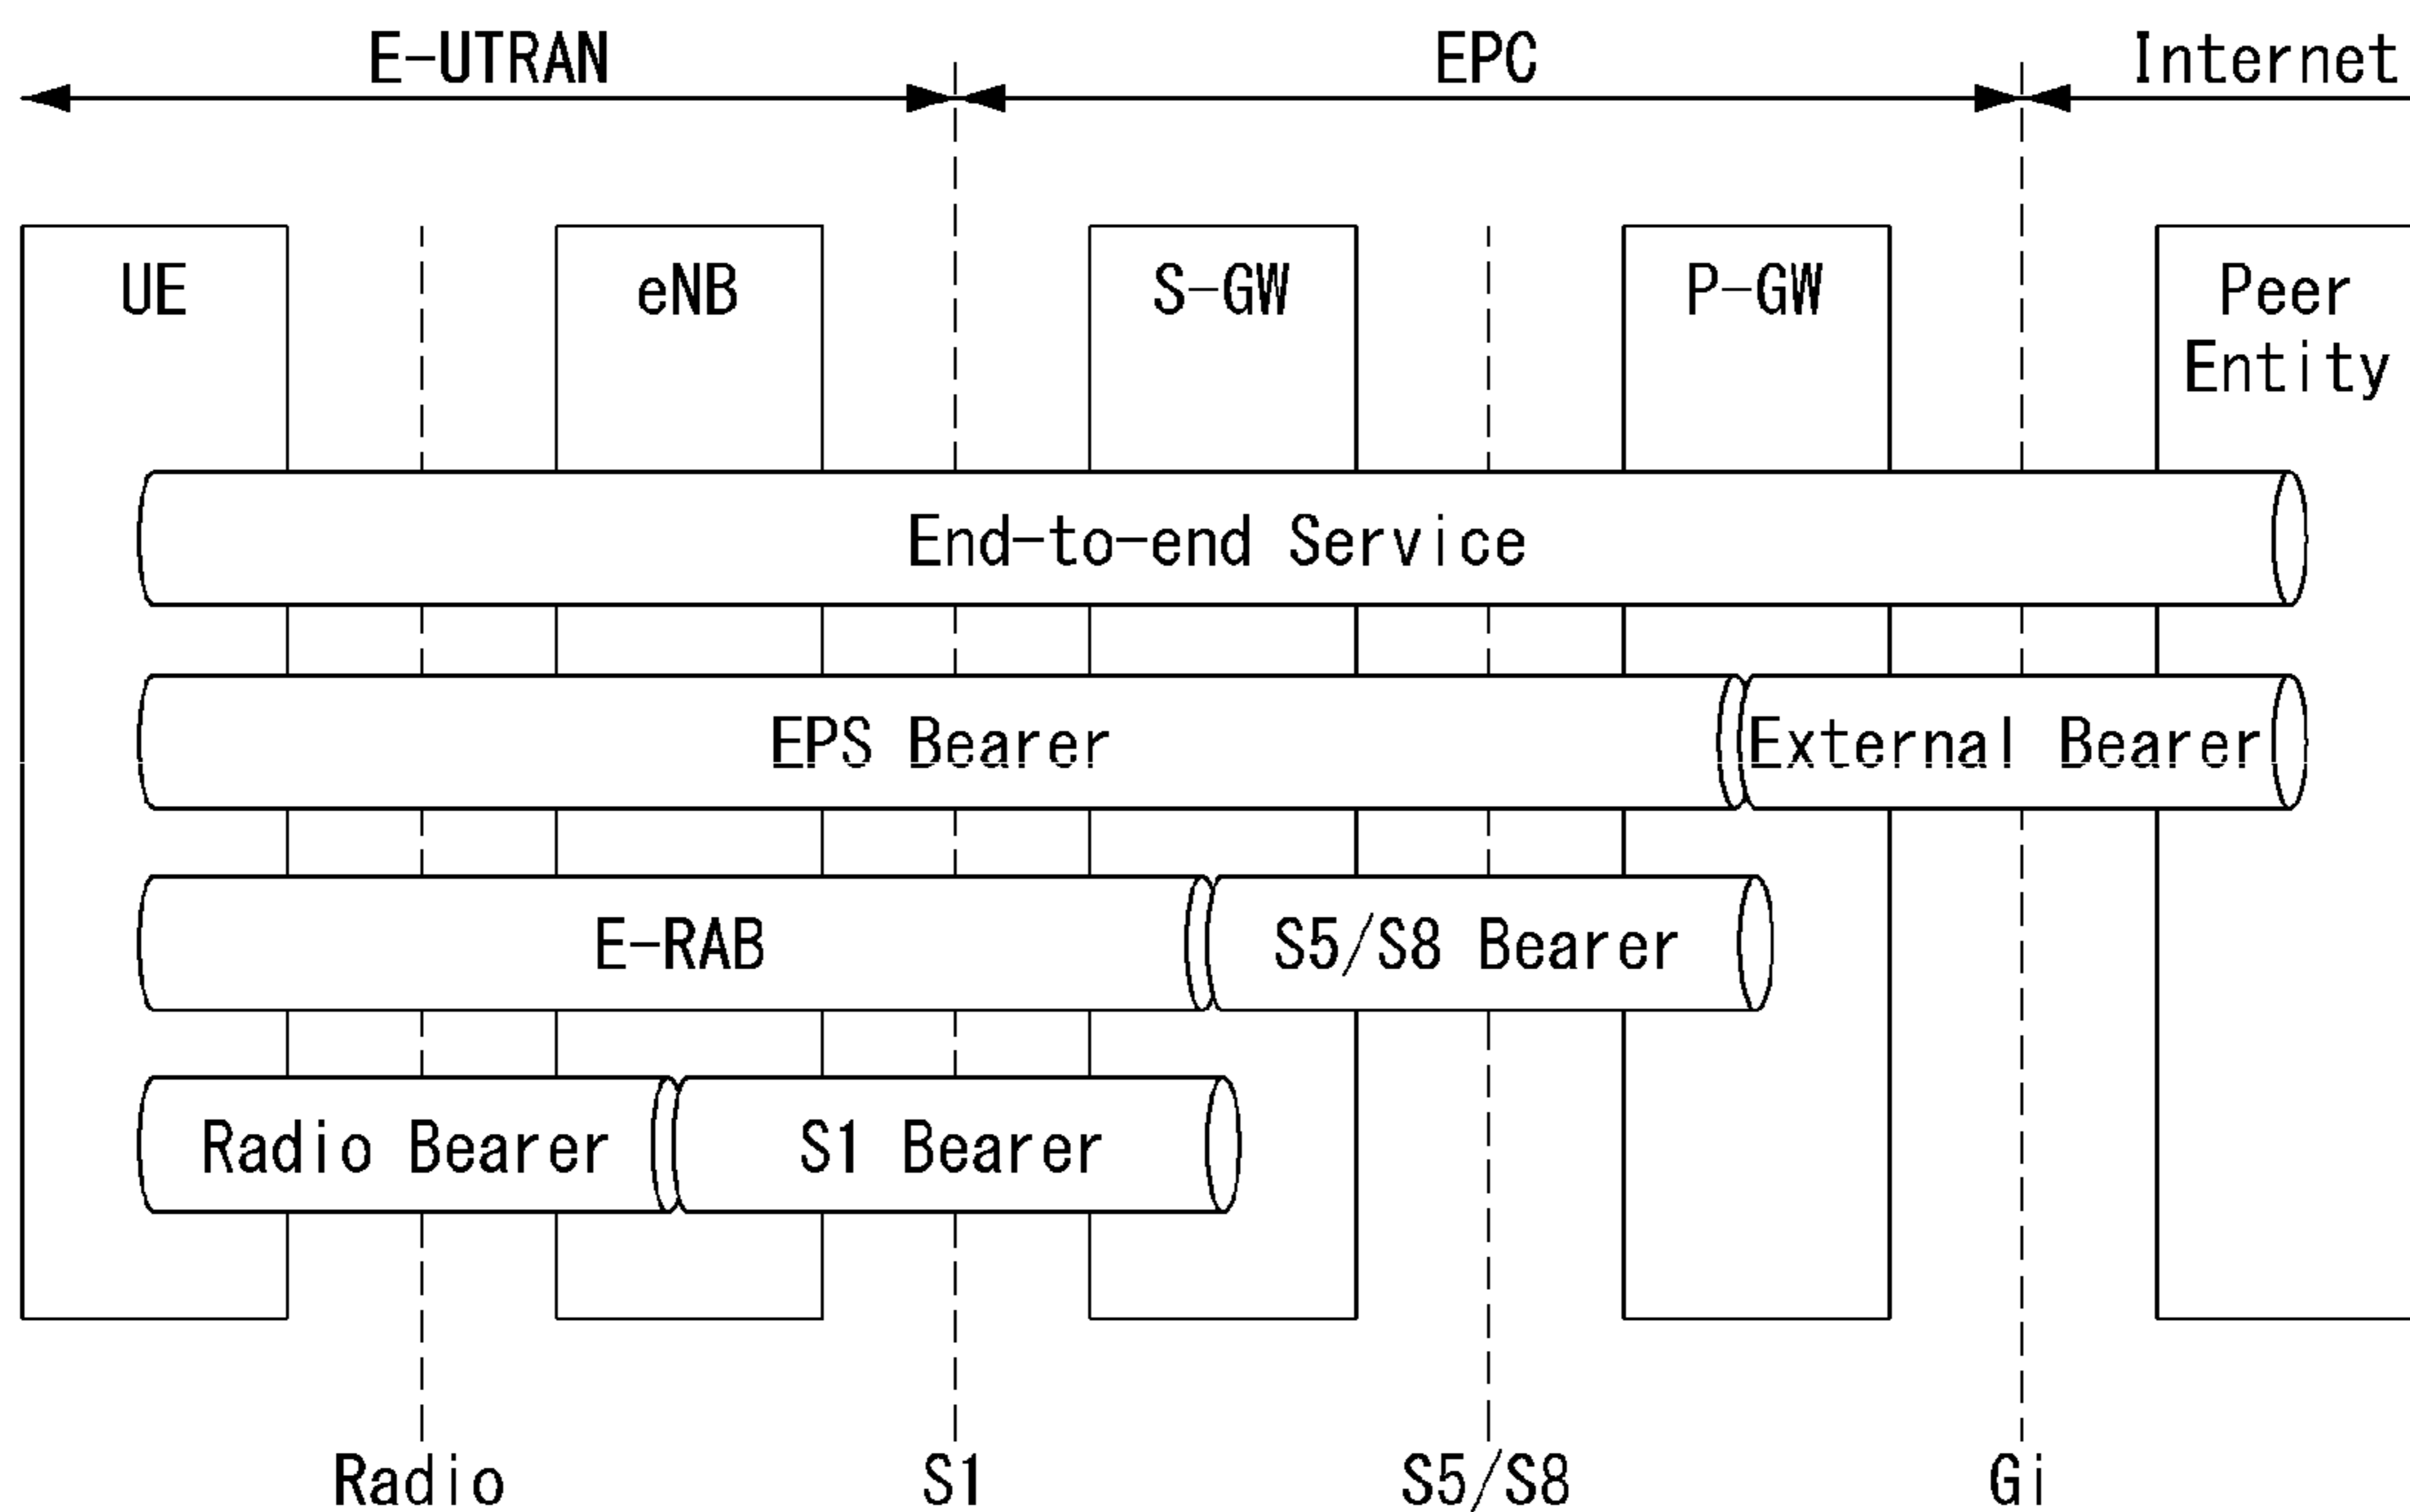 E-UTRAN EPC Internet
UE eNB S-GW P-GW Peer
Entity
End-to-end Service
EPS Bearer External Bearer
E-RAB S5/S8 Bearer
Radio Bearer S1 Bearer
Radio S1 S5/S8 Gi